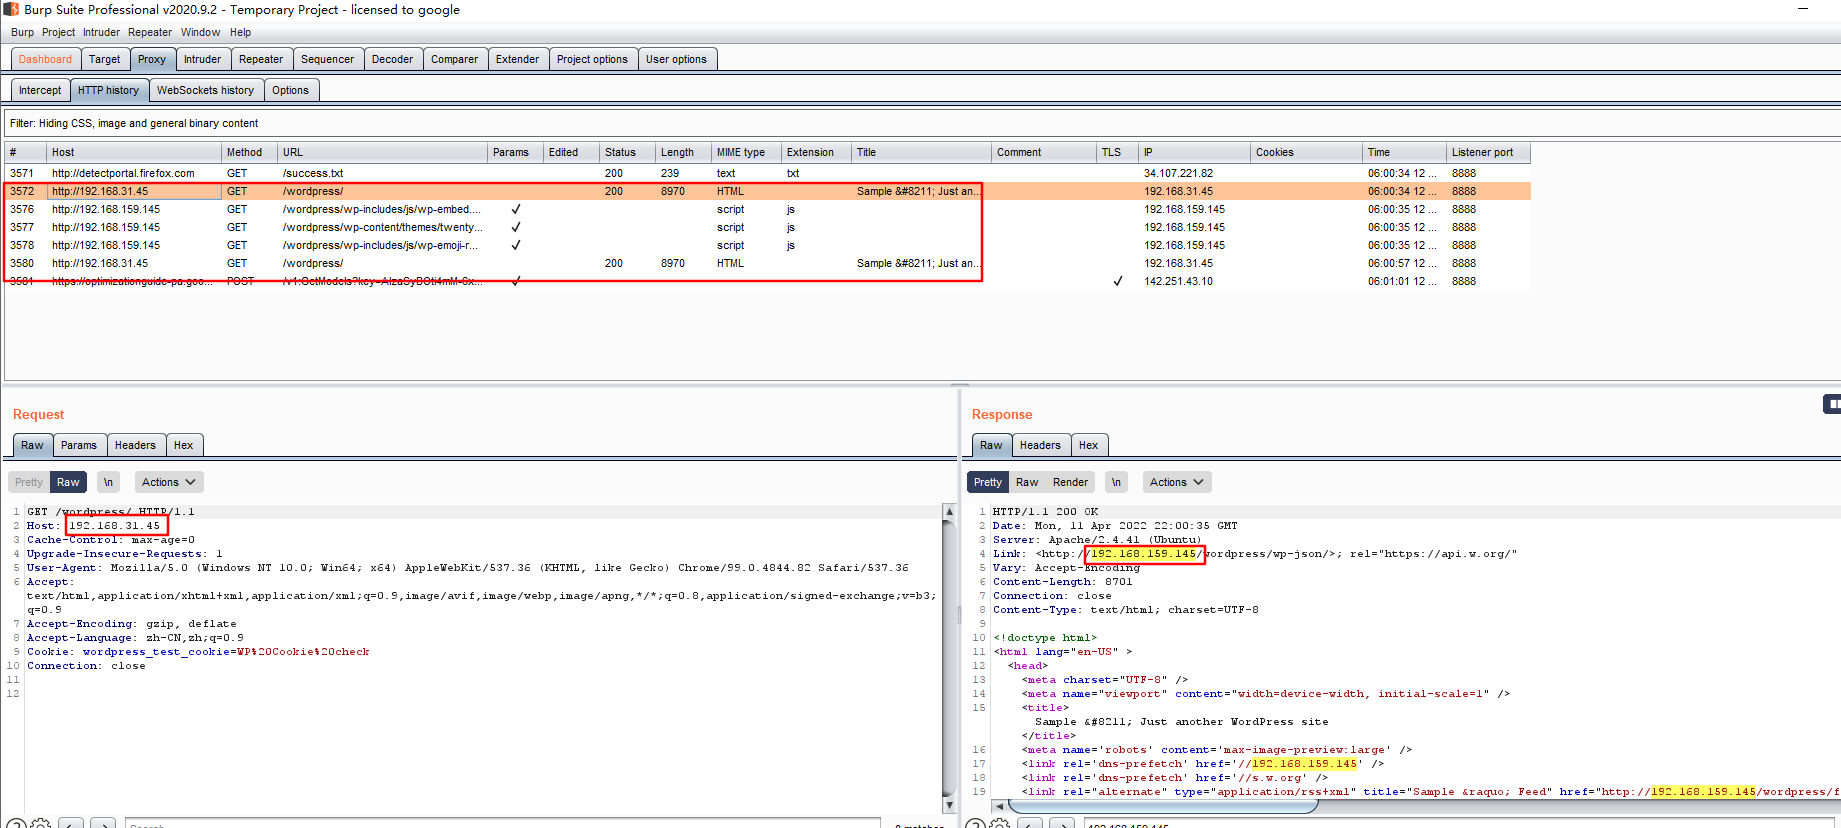 Burp Suite Professional v2020.9.2 - Temporary Project - licensed to google
Burp Project Intruder Repeater Window Help
Dashboard Target Proxy Intruder Repeater Sequencer Decoder Comparer Extender Project options User options
Intercept HTTP history WebSockets history Options
Filter: Hiding CSS, image and general binary content
# Host Method URL Params Edited Status Length MIME type Extension Title Comment TLS IP Cookies Time Listener port
3571 http://detectportal.firefox.com GET /success.txt 200 239 text txt 34.107.221.82 06:00:34 12 ... 8888
3572 http://192.168.31.45 GET /wordpress/ 200 8970 HTML Sample &#8211; Just an... 192.168.31.45 06:00:34 12 ... 8888
3576 http://192.168.159.145 GET /wordpress/wp-includes/js/wp-embed.... ✓ script js 192.168.159.145 06:00:35 12 ... 8888
3577 http://192.168.159.145 GET /wordpress/wp-content/themes/twenty... ✓ script js 192.168.159.145 06:00:35 12 ... 8888
3578 http://192.168.159.145 GET /wordpress/wp-includes/js/wp-emoji-r... ✓ script js 192.168.159.145 06:00:35 12 ... 8888
3580 http://192.168.31.45 GET /wordpress/ 200 8970 HTML Sample &#8211; Just an... 192.168.31.45 06:00:57 12 ... 8888
3581 https://optimizationguide-pa.goo... POST ✓ ✓ 142.251.43.10 06:01:01 12 ... 8888
Request
Raw Params Headers Hex
Pretty Raw \n Actions
1 GET /wordpress/ HTTP/1.1
2 Host: 192.168.31.45
3 Cache-Control: max-age=0
4 Upgrade-Insecure-Requests: 1
5 User-Agent: Mozilla/5.0 (Windows NT 10.0; Win64; x64) AppleWebKit/537.36 (KHTML, like Gecko) Chrome/99.0.4844.82 Safari/537.36
6 Accept:
text/html,application/xhtml+xml,application/xml;q=0.9,image/avif,image/webp,image/apng,*/*;q=0.8,application/signed-exchange;v=b3;
q=0.9
7 Accept-Encoding: gzip, deflate
8 Accept-Language: zh-CN,zh;q=0.9
9 Cookie: wordpress_test_cookie=WP%20Cookie%20check
10 Connection: close
11
12
Response
Raw Headers Hex
Pretty Raw Render \n Actions
1 HTTP/1.1 200 OK
2 Date: Mon, 11 Apr 2022 22:00:35 GMT
3 Server: Apache/2.4.41 (Ubuntu)
4 Link: <http://192.168.159.145/wordpress/wp-json/>; rel="https://api.w.org/"
5 Vary: Accept-Encoding
6 Content-Length: 8701
7 Connection: close
8 Content-Type: text/html; charset=UTF-8
9
10 <!doctype html>
11 <html lang="en-US" >
12 <head>
13 <meta charset="UTF-8" />
14 <meta name="viewport" content="width=device-width, initial-scale=1" />
15 <title>
Sample &#8211; Just another WordPress site
</title>
16 <meta name='robots' content='max-image-preview:large' />
17 <link rel='dns-prefetch' href='//192.168.159.145' />
18 <link rel='dns-prefetch' href='//s.w.org' />
19 <link rel="alternate" type="application/rss+xml" title="Sample &raquo; Feed" href="http://192.168.159.145/wordpress/f
Search... 0 matches
192.168.159.145